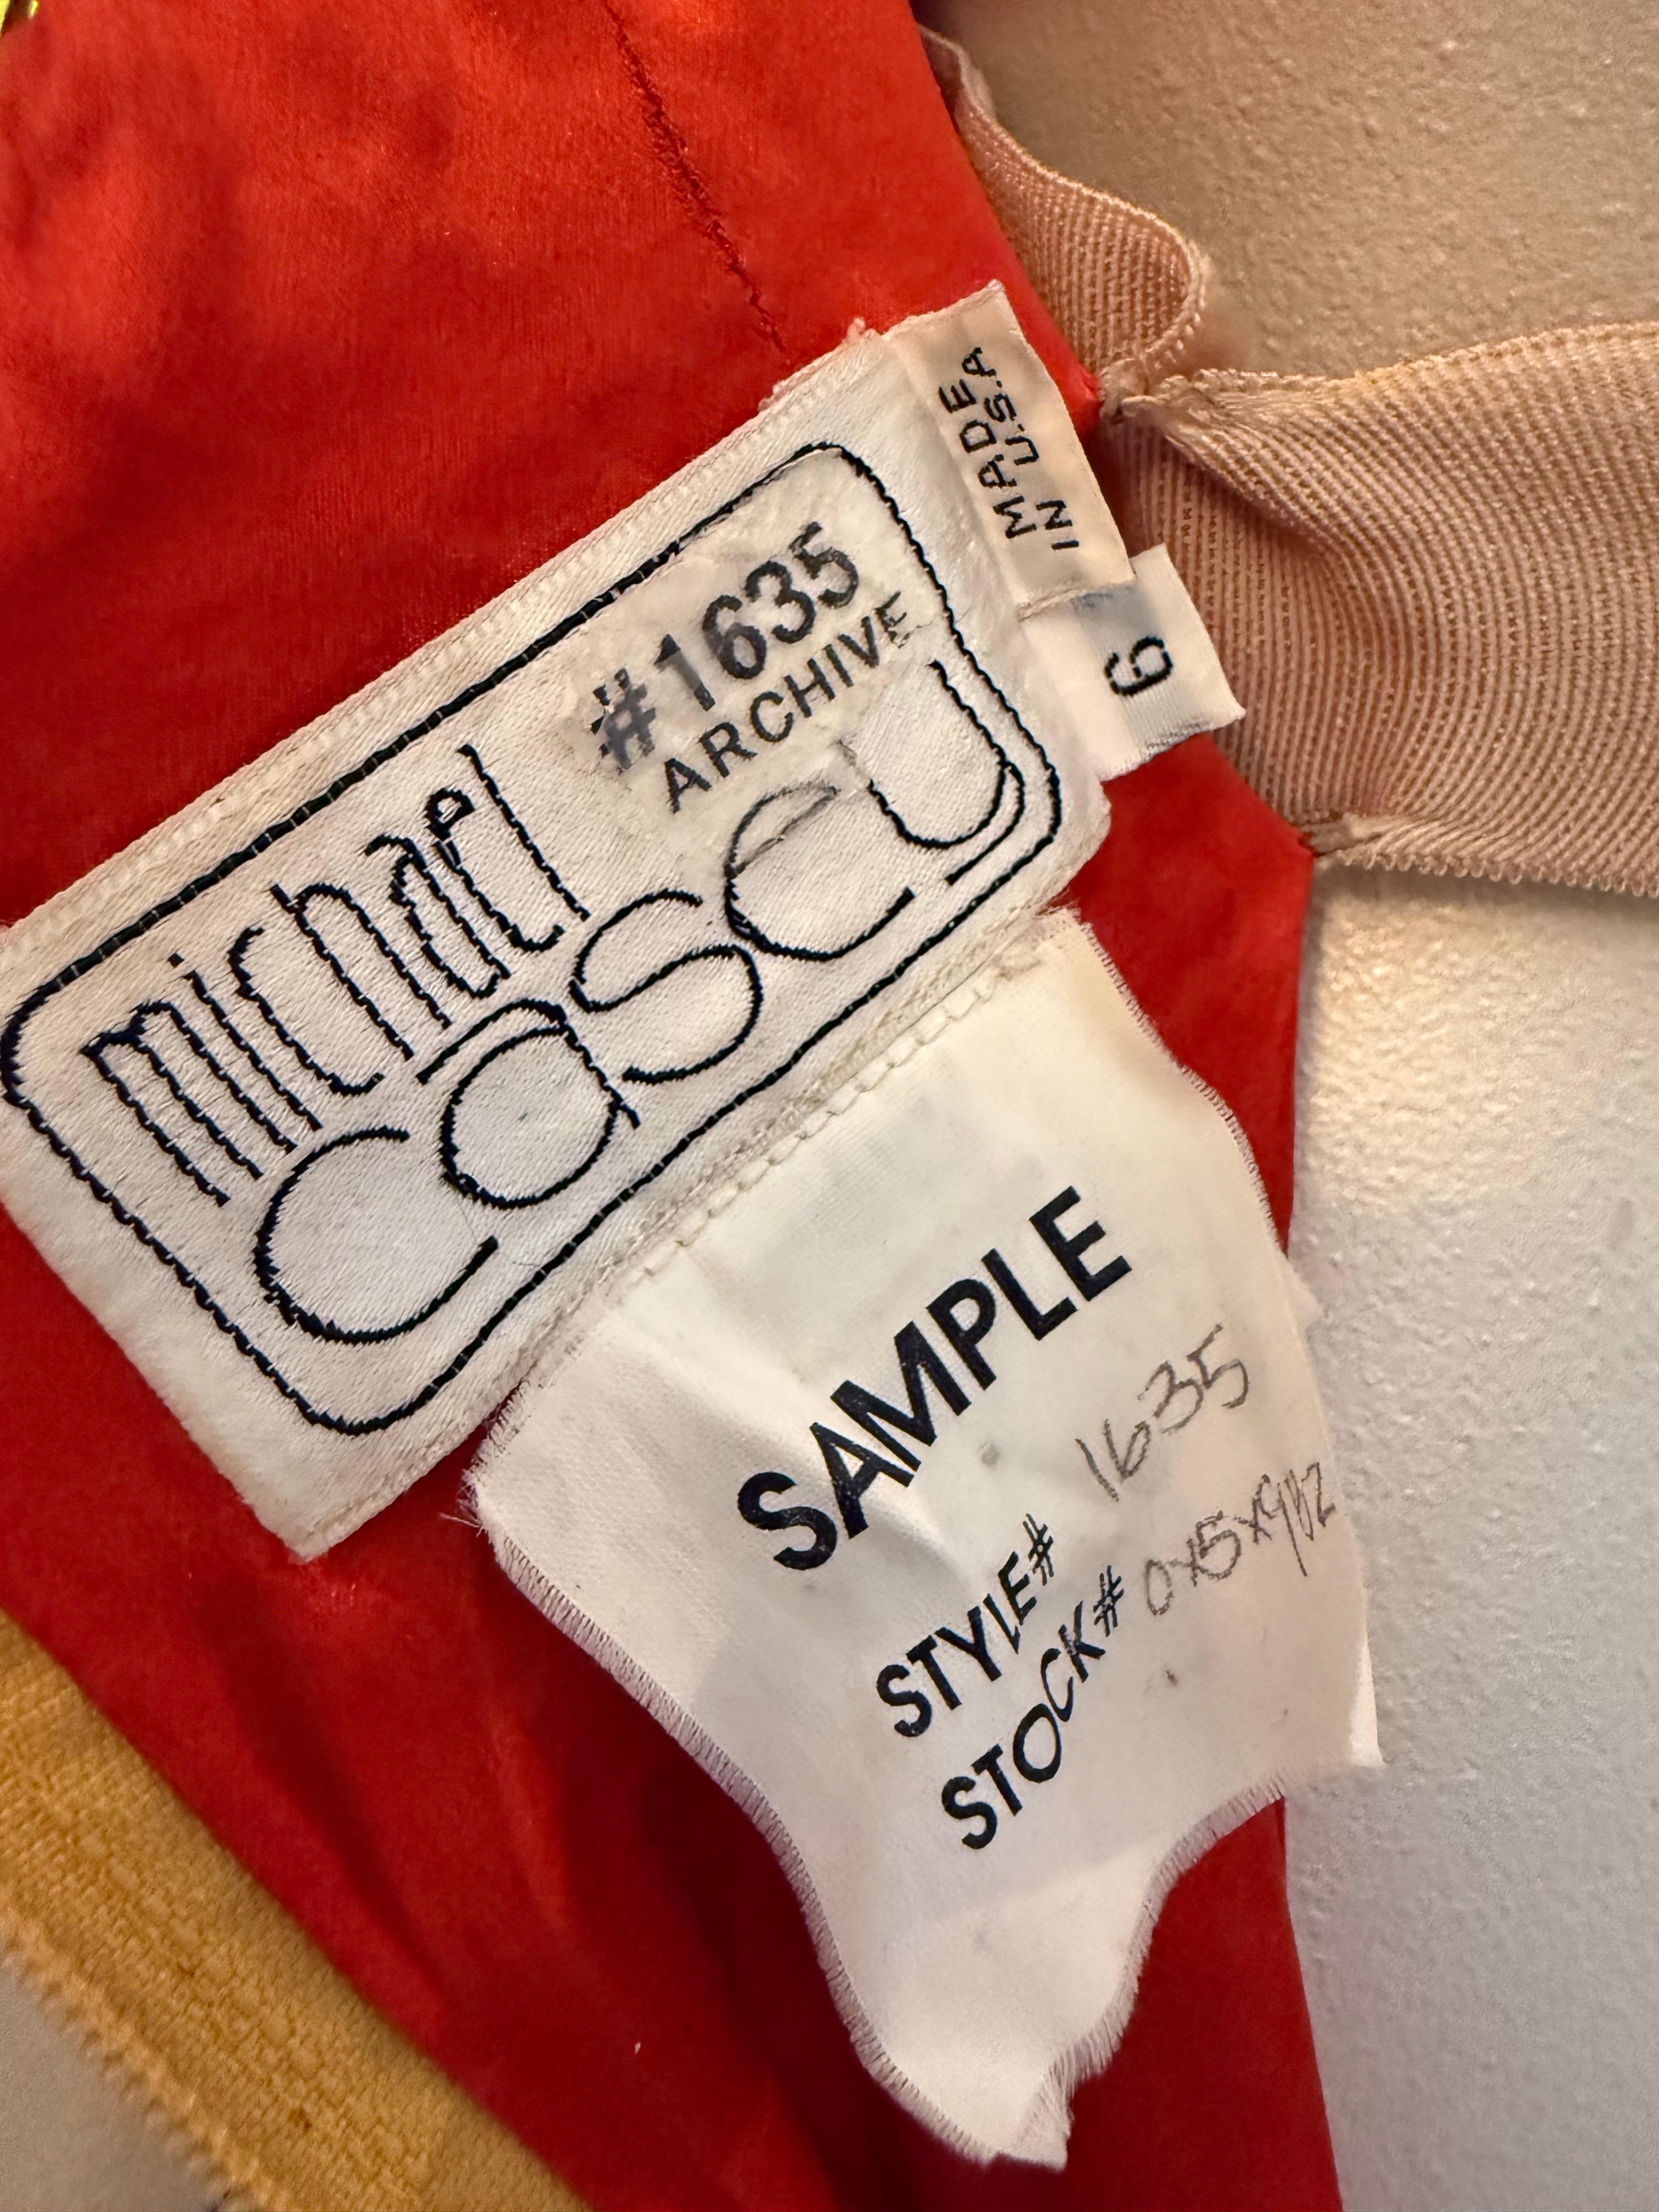 MADE
IN U.S.A
6
#1635
ARCHIVE
michael
casey
SAMPLE
STYLE# 1635
STOCK#